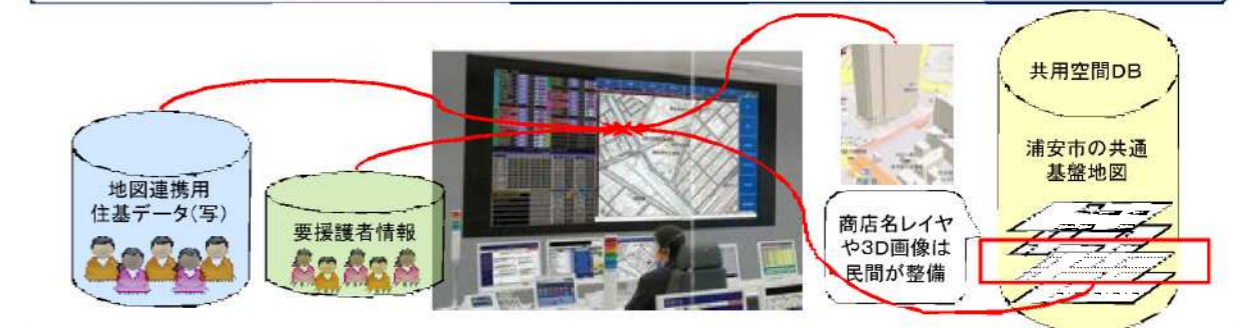 地図連携用
住基データ(写)
要援護者情報
商店名レイヤ
や3D画像は
民間が整備
共用空間DB
浦安市の共通
基盤地図